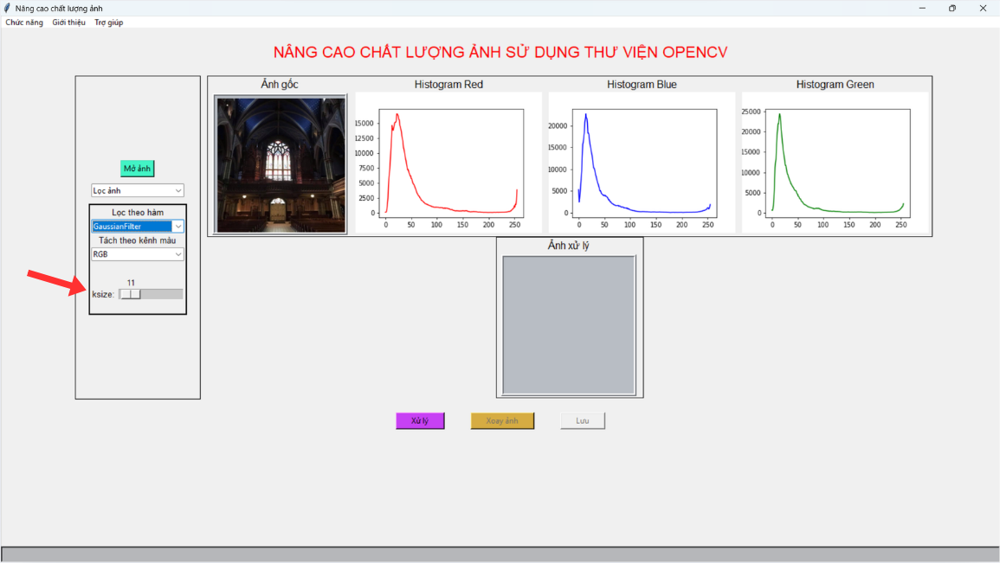 Nâng cao chất lượng ảnh
Chức năng Giới thiệu Trợ giúp
NÂNG CAO CHẤT LƯỢNG ẢNH SỬ DỤNG THƯ VIỆN OPENCV
Ảnh gốc
Histogram Red
Histogram Blue
Histogram Green
15000
12500
10000
7500
5000
2500
0
0 50 100 150 200 250
20000
15000
10000
5000
0
0 50 100 150 200 250
25000
20000
15000
10000
5000
0
0 50 100 150 200 250
Mở ảnh
Lọc ảnh
Lọc theo hàm
GaussianFilter
Tách theo kênh màu
RGB
11
ksize:
Ảnh xử lý
Xử lý
Xoay ảnh
Lưu